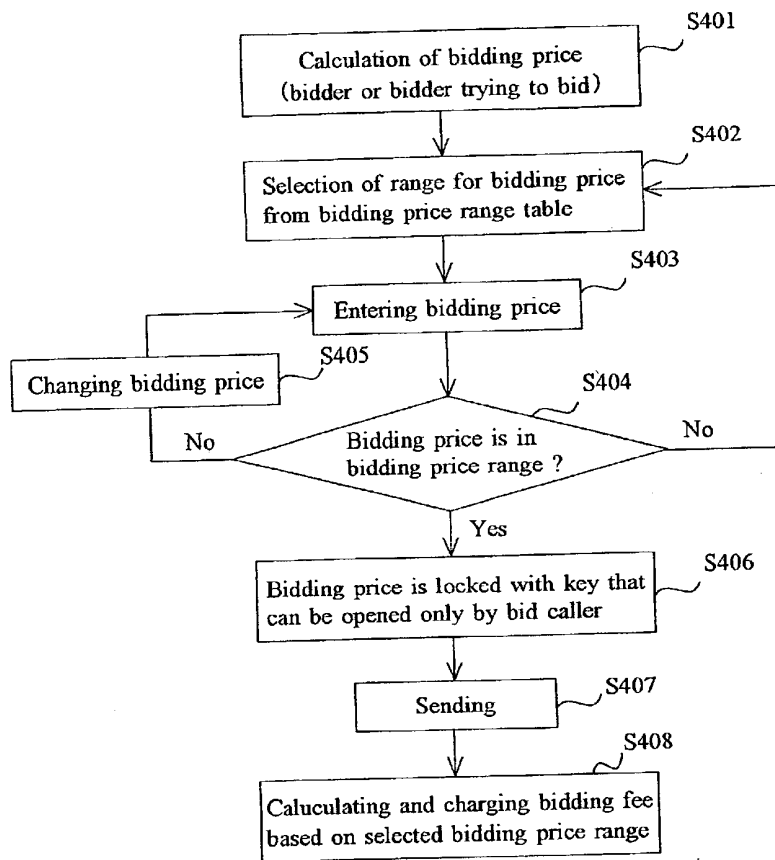 S401
Calculation of bidding price
(bidder or bidder trying to bid)
S402
Selection of range for bidding price
from bidding price range table
S403
Entering bidding price
S405
Changing bidding price
S404
No
Bidding price is in
bidding price range ?
No
Yes
S406
Bidding price is locked with key that
can be opened only by bid caller
S407
Sending
S408
Caluculating and charging bidding fee
based on selected bidding price range